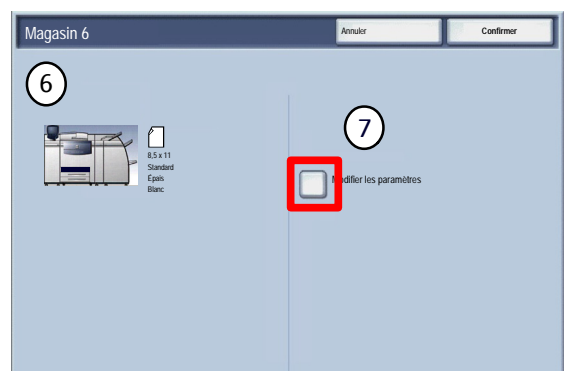 Magasin 6
Annuler
Confirmer
6
7
8,5 x 11
Standard
Épais
Blanc
Modifier les paramètres